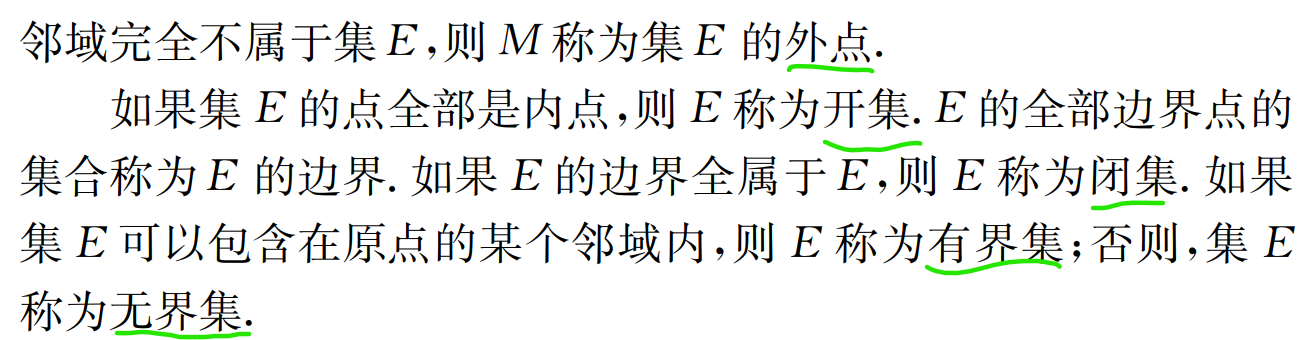 邻域完全不属于集 E,则 M 称为集 E 的外点.
如果集 E 的点全部是内点,则 E 称为开集. E 的全部边界点的
集合称为 E 的边界. 如果 E 的边界全属于 E,则 E 称为闭集. 如果
集 E 可以包含在原点的某个邻域内,则 E 称为有界集;否则,集 E
称为无界集.